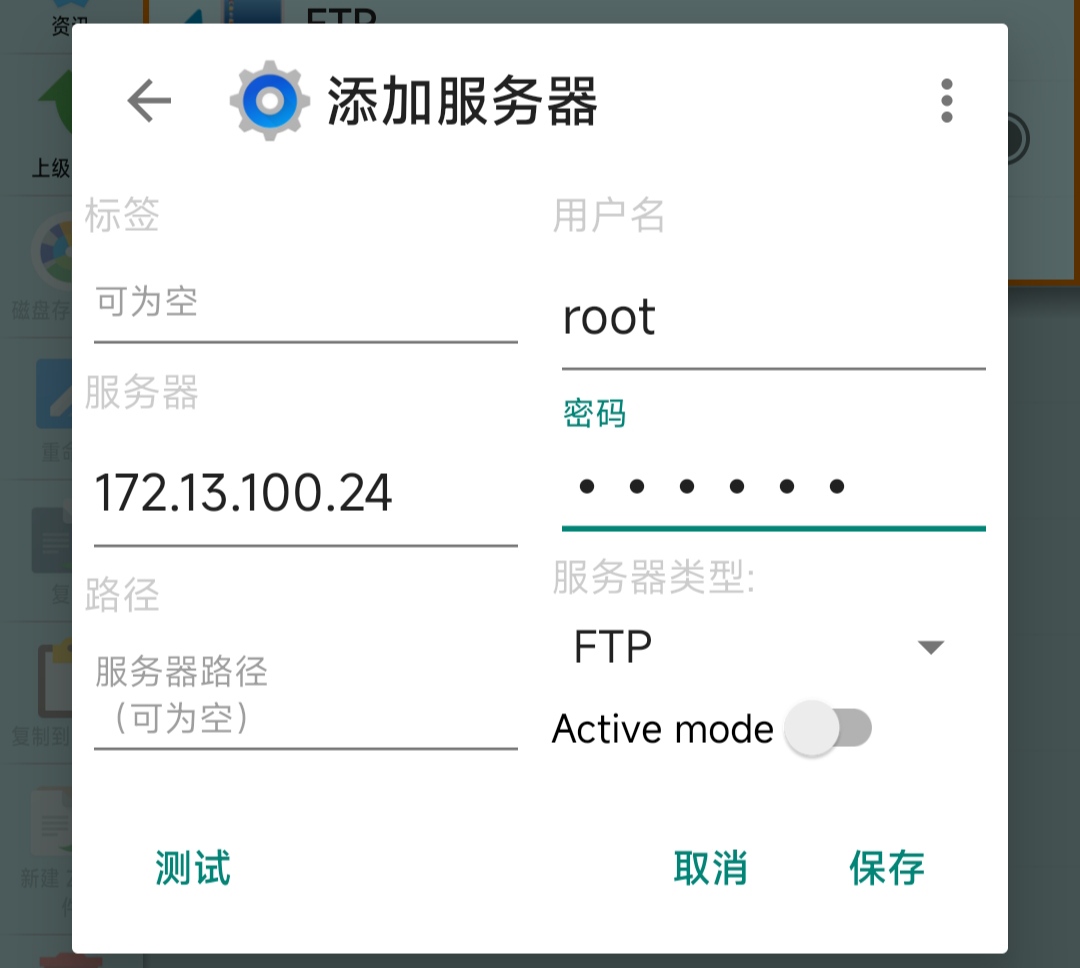 资讯
FTP
添加服务器
上级
标签
用户名
可为空
root
磁盘存
服务器
密码
重命
172.13.100.24
••••••
复
路径
服务器类型:
服务器路径
（可为空）
FTP
复制到
Active mode
测试
取消
保存
新建
件